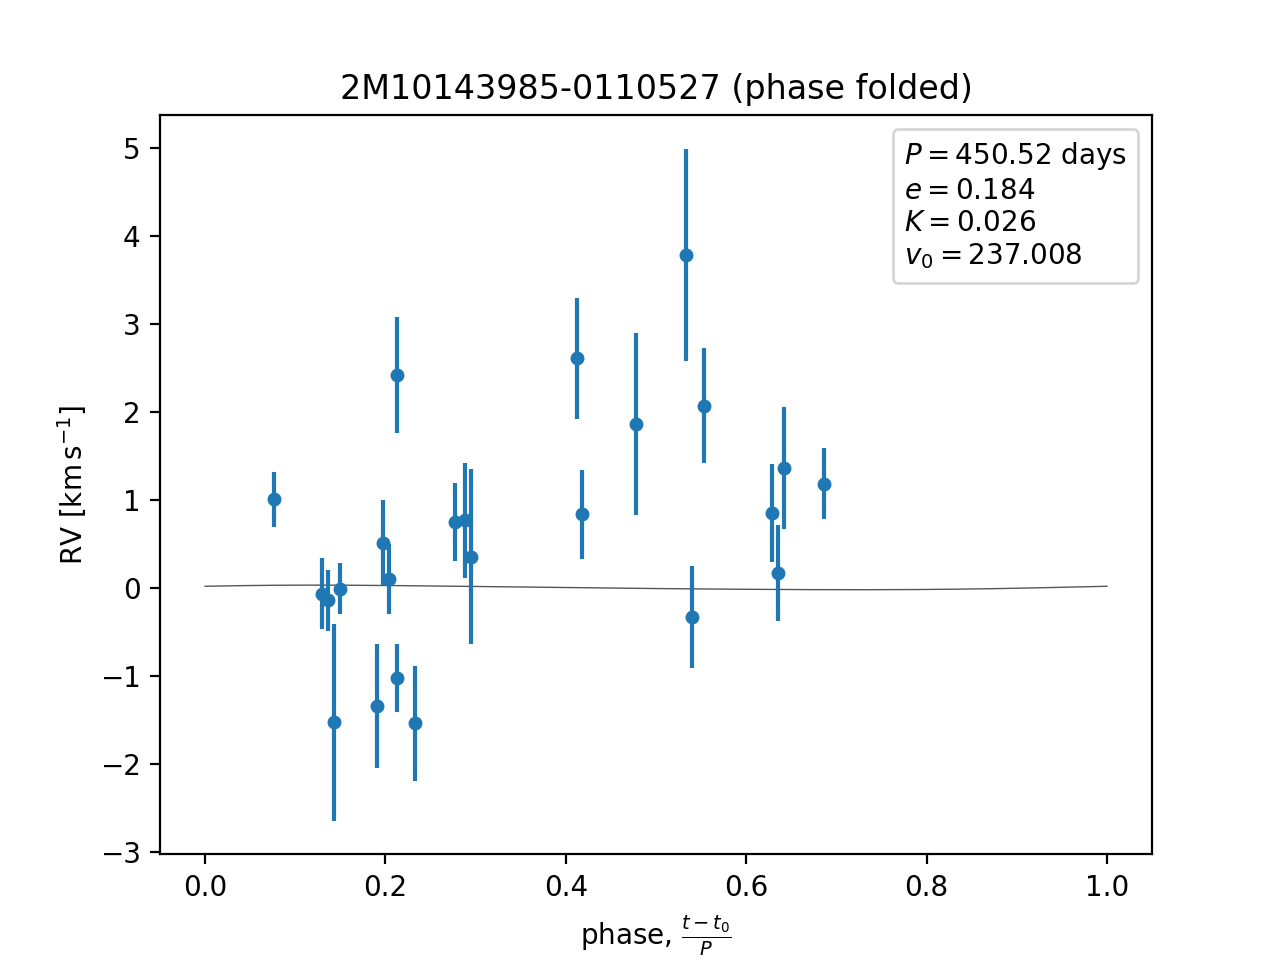 2M10143985-0110527 (phase folded)
P = 450.52 days
e = 0.184
K = 0.026
v₀ = 237.008
RV [km s⁻¹]
5
4
3
2
1
0
−1
−2
−3
0.0 0.2 0.4 0.6 0.8 1.0
phase, (t − t₀)/P